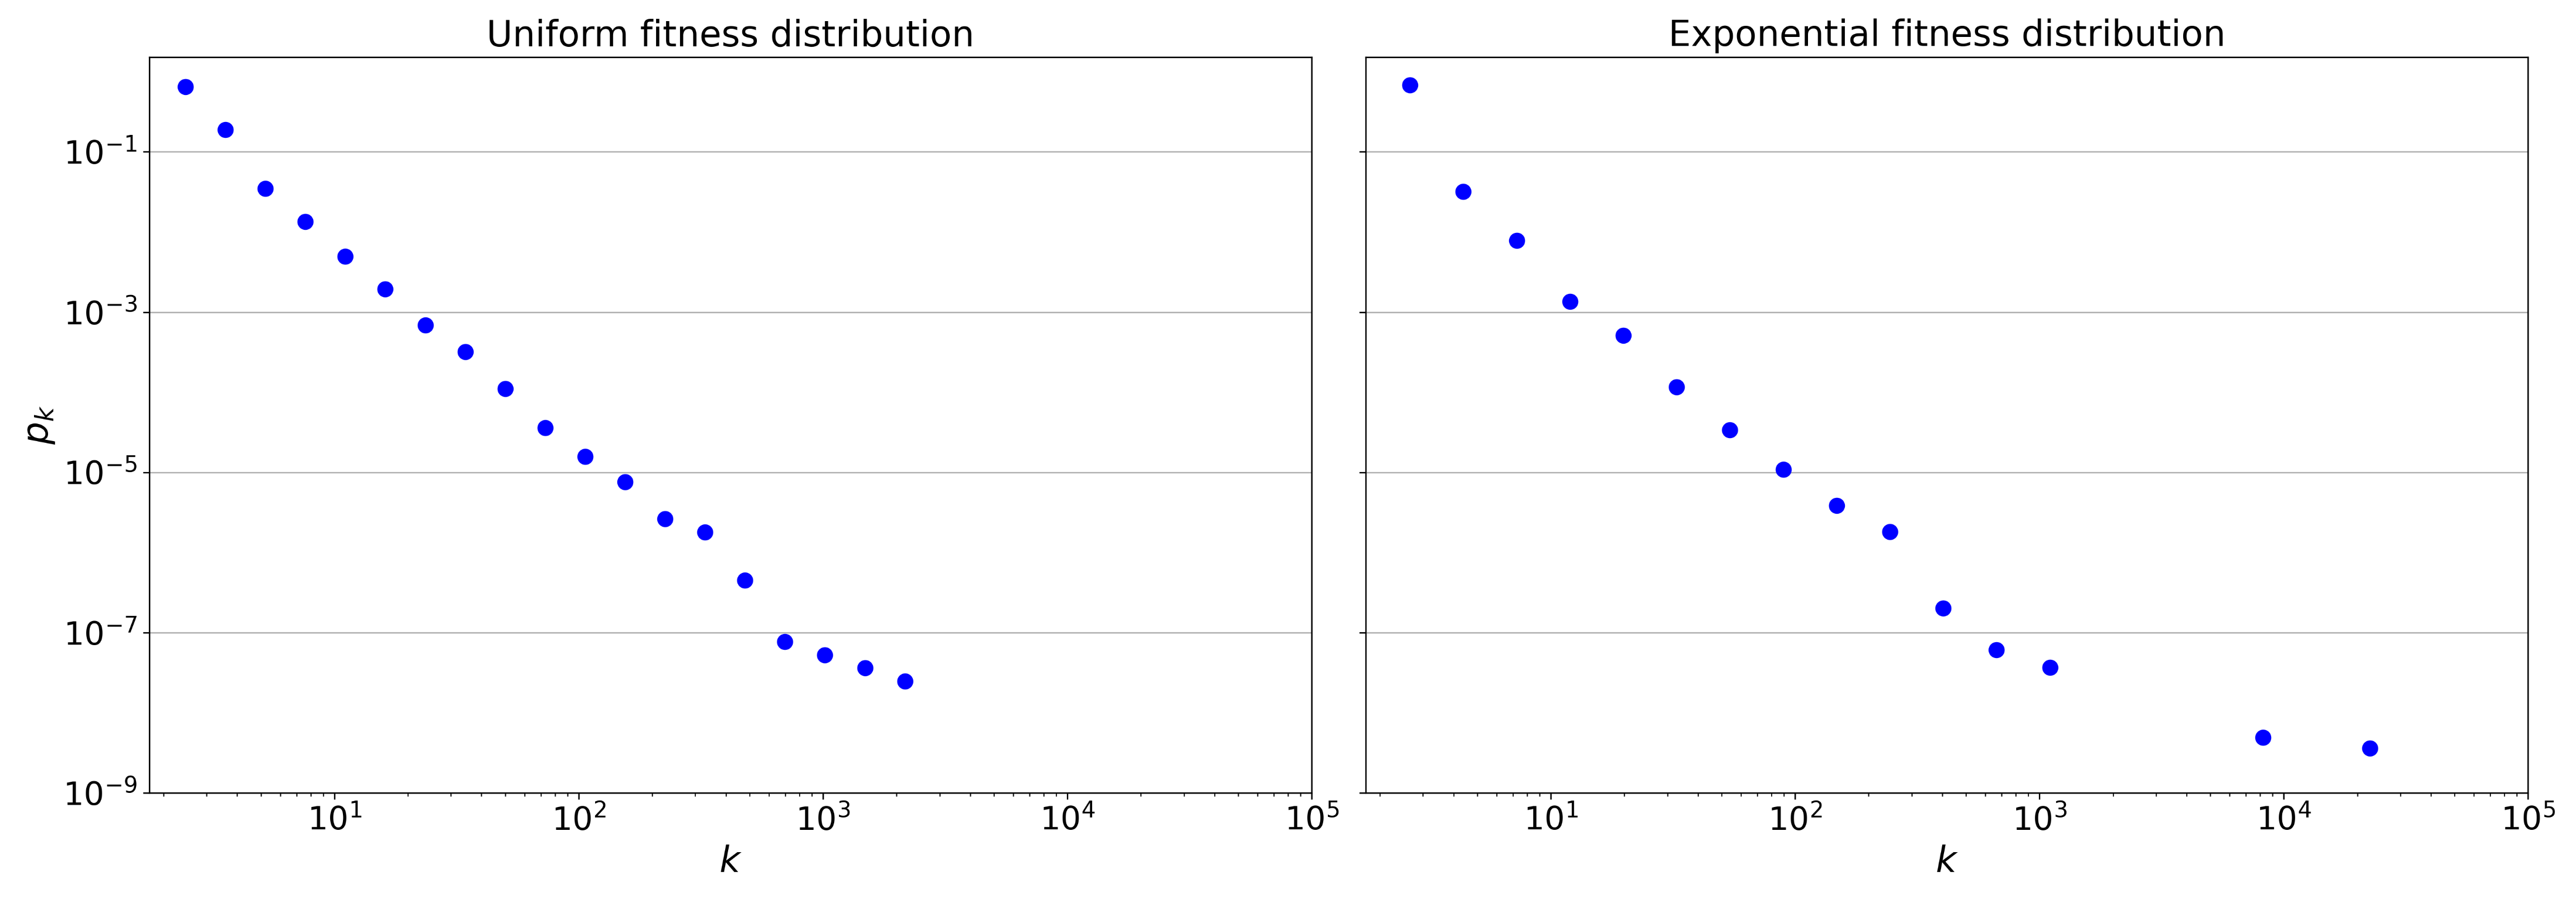 Uniform fitness distribution
Exponential fitness distribution
p_k
10^−1
10^−3
10^−5
10^−7
10^−9
10^1 10^2 10^3 10^4 10^5
10^1 10^2 10^3 10^4 10^5
k
k